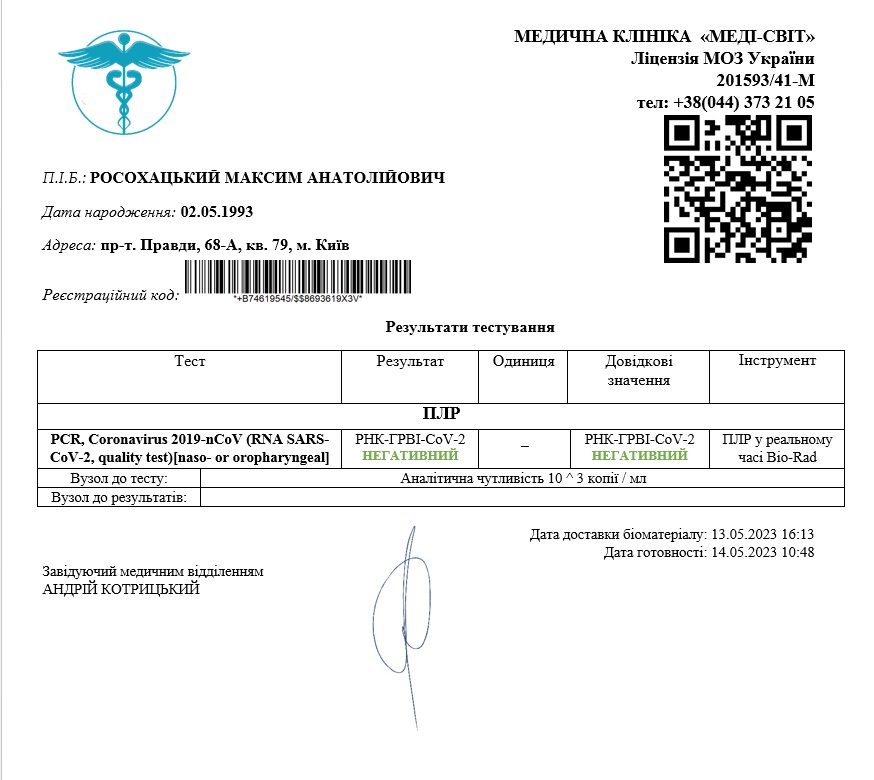 МЕДИЧНА КЛІНІКА «МЕДІ-СВІТ»
Ліцензія МОЗ України
201593/41-М
тел: +38(044) 373 21 05
П.І.Б.: РОСОХАЦЬКИЙ МАКСИМ АНАТОЛІЙОВИЧ
Дата народження: 02.05.1993
Адреса: пр-т. Правди, 68-А, кв. 79, м. Київ
Реєстраційний код:
*+B74619545/$$8693619X3V*
Результати тестування
Тест Результат Одиниця Довідкові значення Інструмент
ПЛР
PCR, Coronavirus 2019-nCoV (RNA SARS- РНК-ГРВІ-CoV-2 – РНК-ГРВІ-CoV-2 ПЛР у реальному
CoV-2, quality test)[naso- or oropharyngeal] НЕГАТИВНИЙ НЕГАТИВНИЙ часі Bio-Rad
Вузол до тесту: Аналітична чутливість 10 ^ 3 копії / мл
Вузол до результатів:
Дата доставки біоматеріалу: 13.05.2023 16:13
Дата готовності: 14.05.2023 10:48
Завідуючий медичним відділенням
АНДРІЙ КОТРИЦЬКИЙ